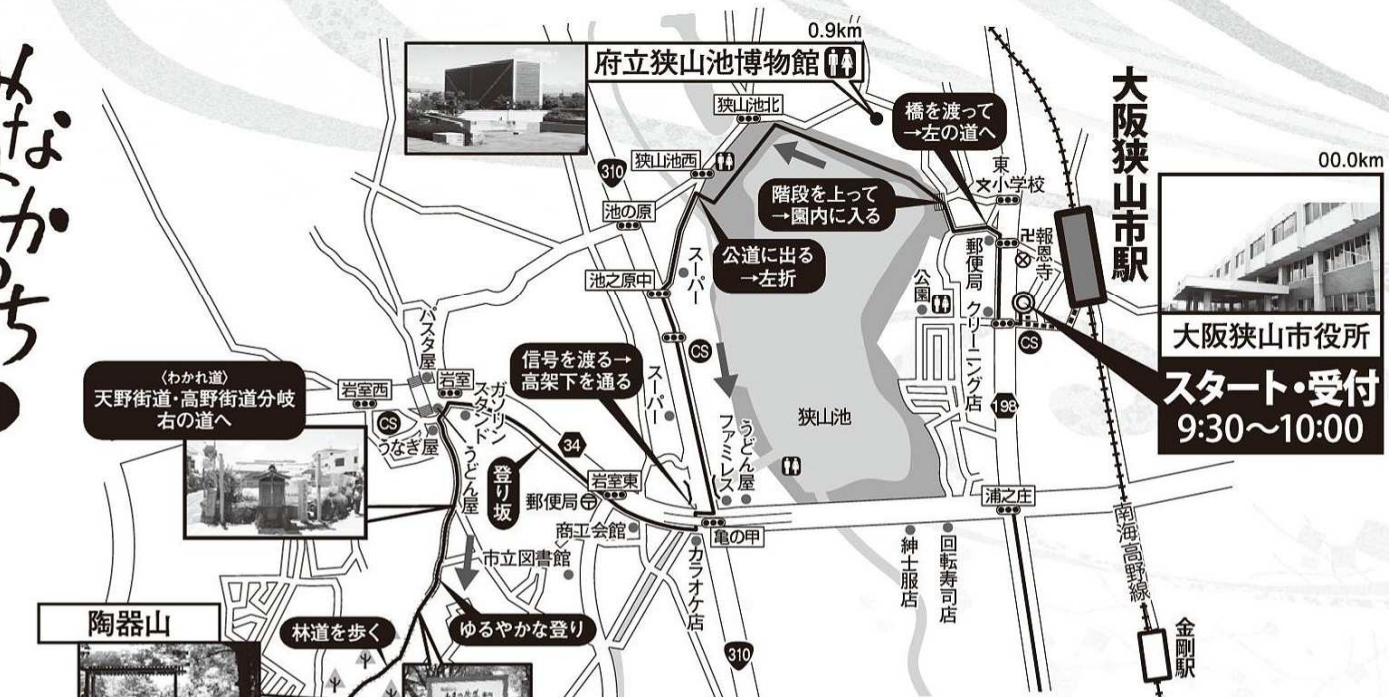 みなかっち
0.9km
府立狭山池博物館
狭山池北
橋を渡って
→左の道へ
大阪狭山市駅
00.0km
狭山池西
310
東
文小学校
階段を上って
→園内に入る
池の原
公道に出る
→左折
郵便局
卍報恩寺
スーパー
池之原中
公園
クリーニング店
CS
大阪狭山市役所
スタート・受付
9:30〜10:00
パスタ屋
信号を渡る→
高架下を通る
CS
〈わかれ道〉
天野街道・高野街道分岐
右の道へ
岩室西
岩室
ガソリン
スタンド
スーパー
狭山池
198
CS
うなぎ屋
うどん屋
34
登り坂
岩室東
郵便局
ファミレス
うどん屋
浦之庄
商工会館
亀の甲
市立図書館
カラオケ店
紳士服店
回転寿司店
南海高野線
陶器山
林道を歩く
ゆるやかな登り
310
金剛駅